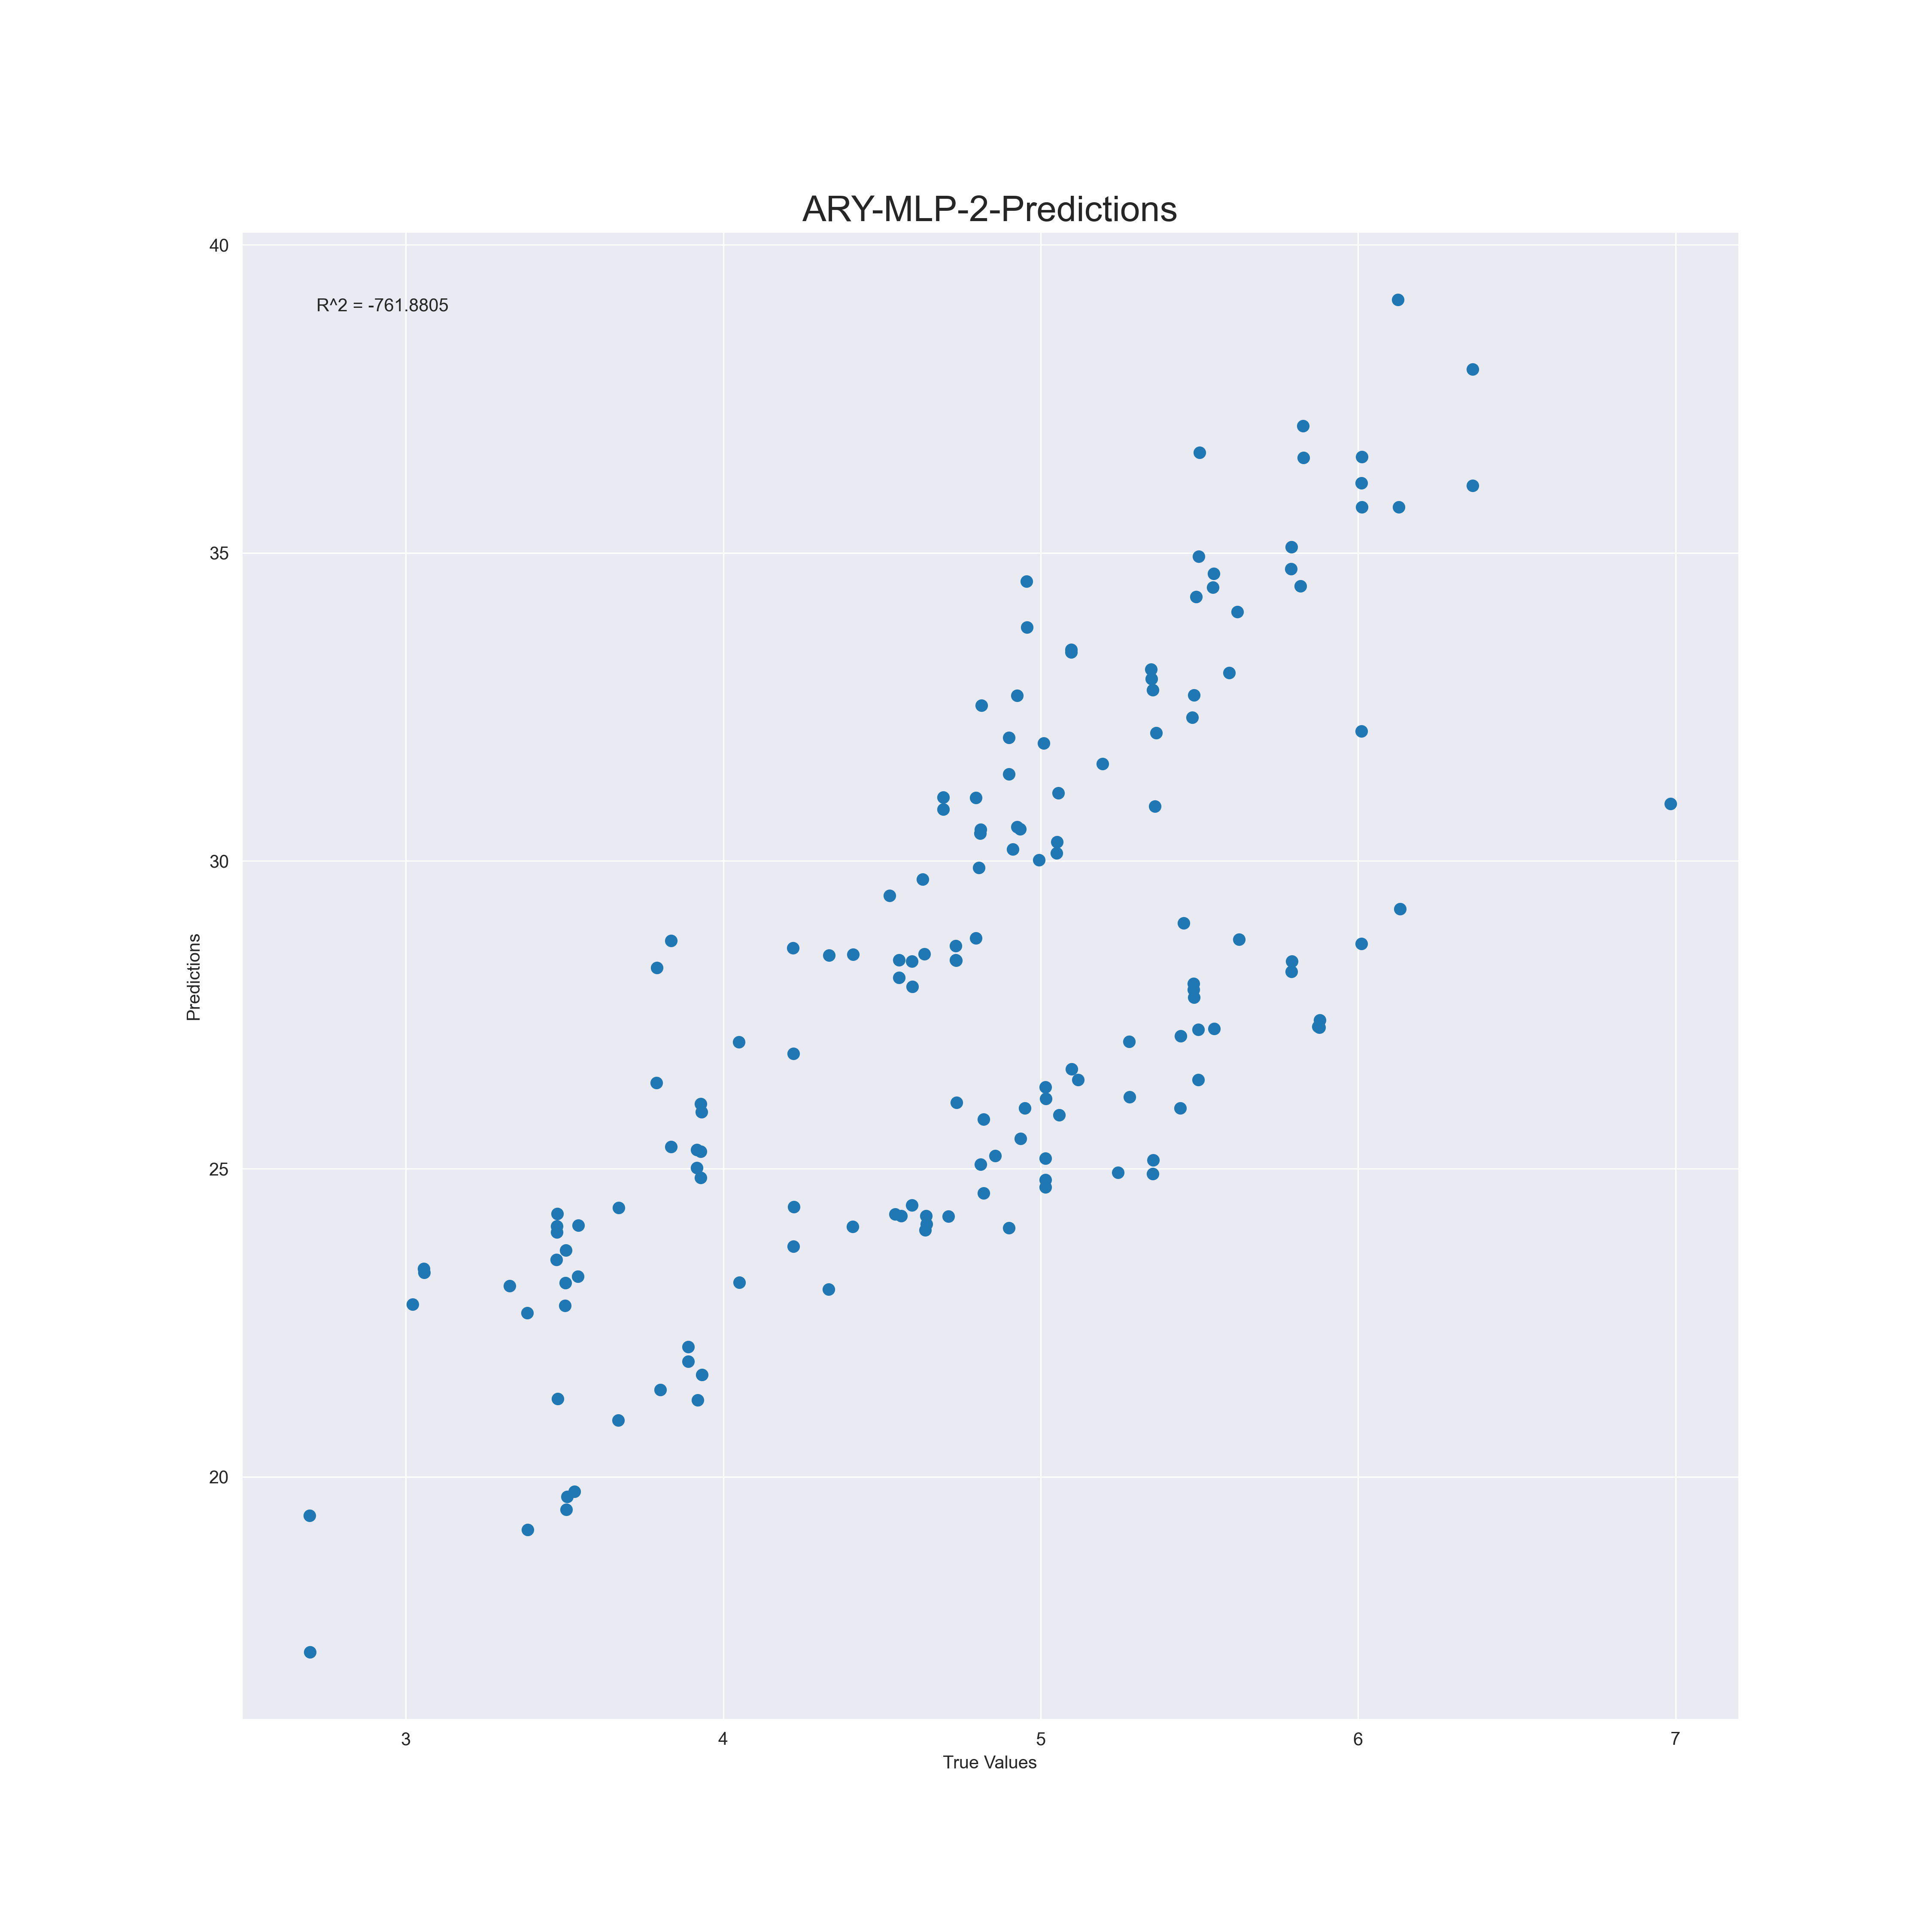 ARY-MLP-2-Predictions
R^2 = -761.8805
40
35
30
25
20
Predictions
3 4 5 6 7
True Values